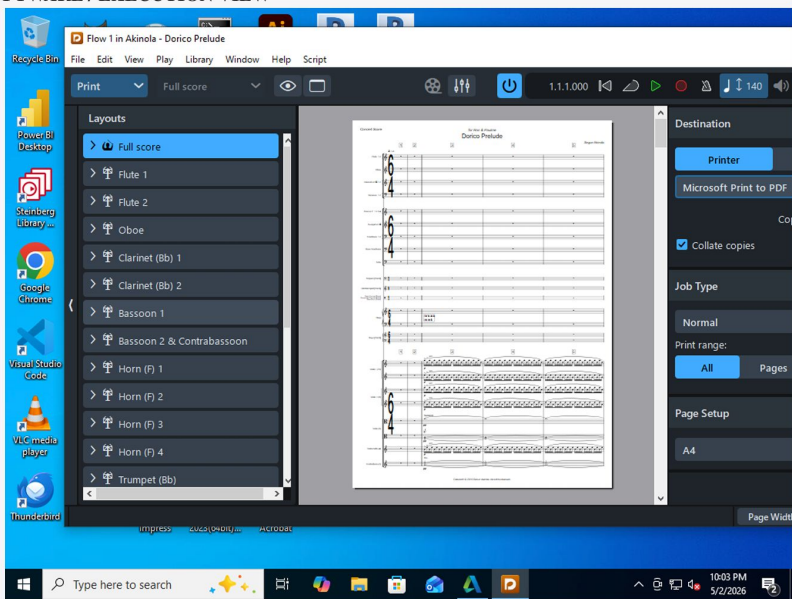 Flow 1 in Akinola - Dorico Prelude
File Edit View Play Library Window Help Script
Print
Full score
1.1.1.000
140
Layouts
Full score
Flute 1
Flute 2
Oboe
Clarinet (Bb) 1
Clarinet (Bb) 2
Bassoon 1
Bassoon 2 & Contrabassoon
Horn (F) 1
Horn (F) 2
Horn (F) 3
Horn (F) 4
Trumpet (Bb)
Dorico Prelude
Destination
Printer
Microsoft Print to PDF
Collate copies
Job Type
Normal
Print range:
All Pages
Page Setup
A4
Recycle Bin
Power BI
Desktop
Steinberg
Library ...
Google
Chrome
Visual Studio
Code
VLC media
player
Thunderbird
Impress 2025(64bit)... Acrobat
Type here to search
10:03 PM
5/2/2026
2